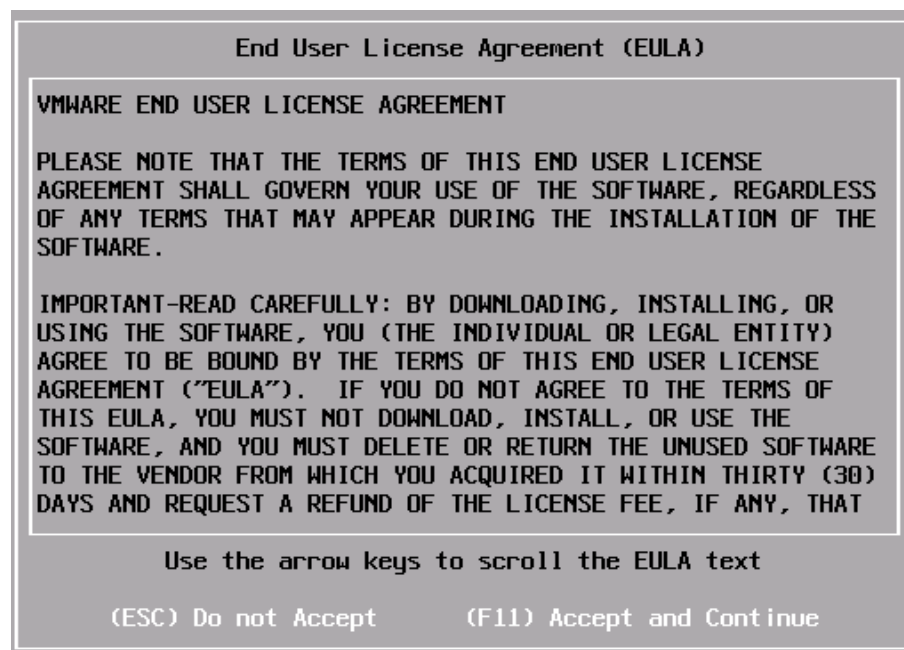 End User License Agreement (EULA)
VMWARE END USER LICENSE AGREEMENT
PLEASE NOTE THAT THE TERMS OF THIS END USER LICENSE
AGREEMENT SHALL GOVERN YOUR USE OF THE SOFTWARE, REGARDLESS
OF ANY TERMS THAT MAY APPEAR DURING THE INSTALLATION OF THE
SOFTWARE.
IMPORTANT-READ CAREFULLY: BY DOWNLOADING, INSTALLING, OR
USING THE SOFTWARE, YOU (THE INDIVIDUAL OR LEGAL ENTITY)
AGREE TO BE BOUND BY THE TERMS OF THIS END USER LICENSE
AGREEMENT ("EULA").  IF YOU DO NOT AGREE TO THE TERMS OF
THIS EULA, YOU MUST NOT DOWNLOAD, INSTALL, OR USE THE
SOFTWARE, AND YOU MUST DELETE OR RETURN THE UNUSED SOFTWARE
TO THE VENDOR FROM WHICH YOU ACQUIRED IT WITHIN THIRTY (30)
DAYS AND REQUEST A REFUND OF THE LICENSE FEE, IF ANY, THAT
Use the arrow keys to scroll the EULA text
(ESC) Do not Accept (F11) Accept and Continue